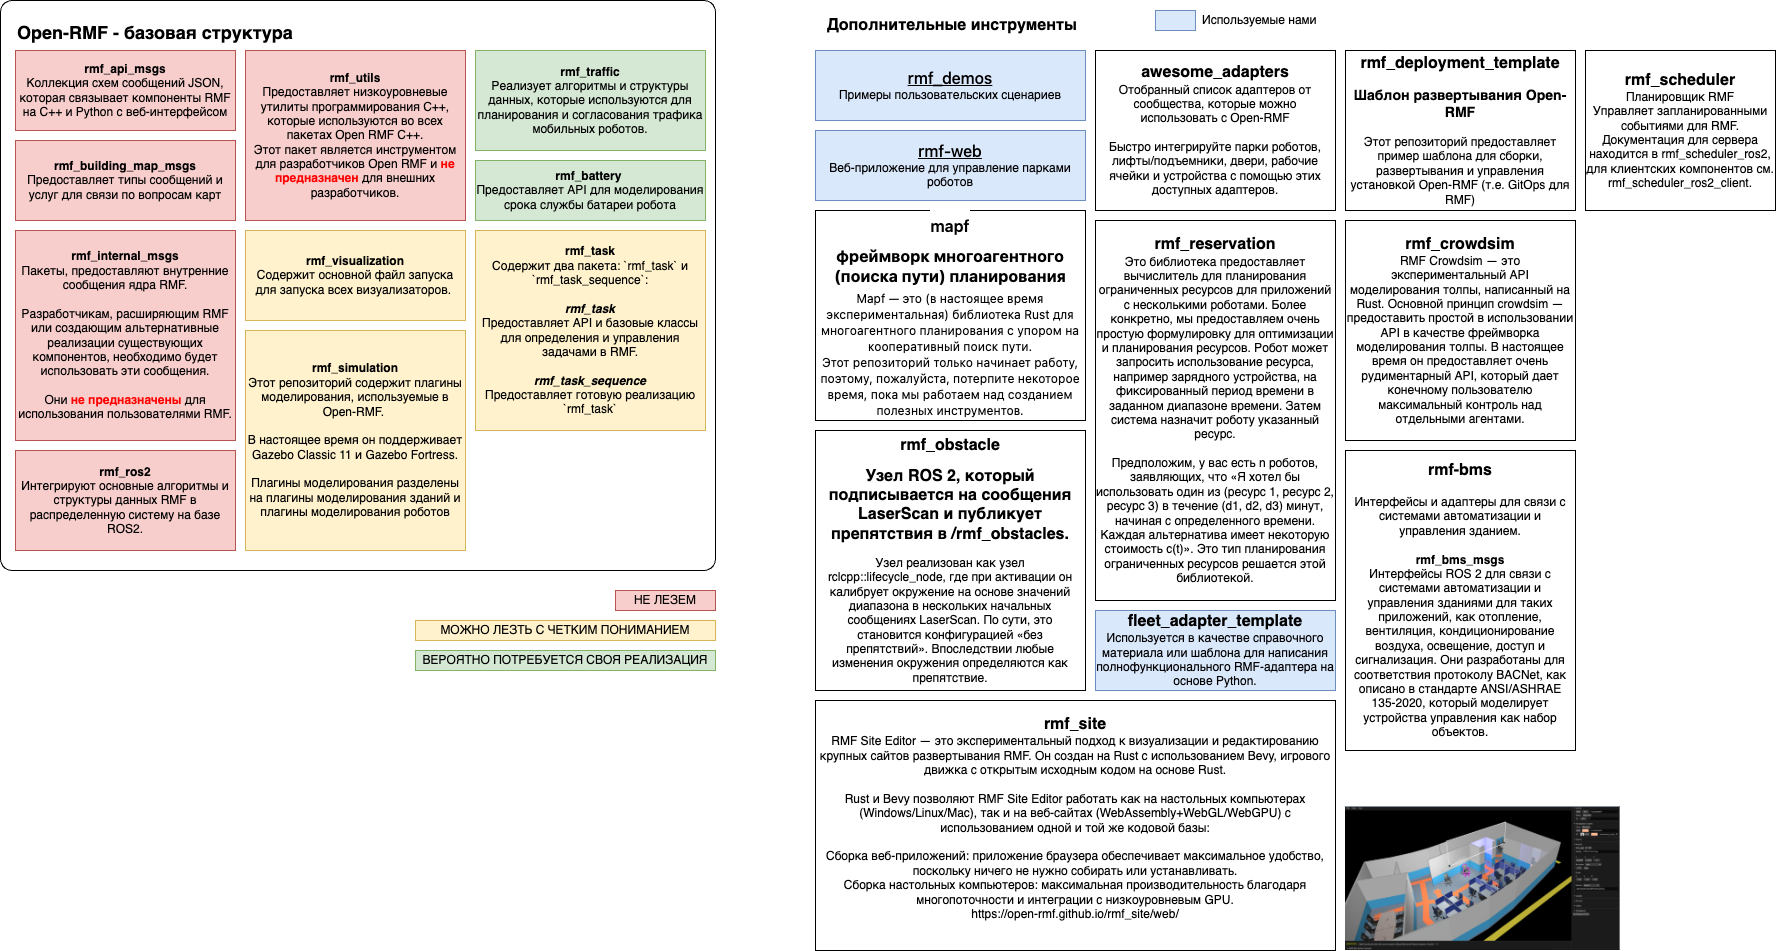 Open-RMF - базовая структура
rmf_api_msgs
Коллекция схем сообщений JSON,
которая связывает компоненты RMF
на C++ и Python с веб-интерфейсом
rmf_building_map_msgs
Предоставляет типы сообщений и
услуг для связи по вопросам карт
rmf_internal_msgs
Пакеты, предоставляют внутренние
сообщения ядра RMF.
Разработчикам, расширяющим RMF
или создающим альтернативные
реализации существующих
компонентов, необходимо будет
использовать эти сообщения.
Они не предназначены для
использования пользователями RMF.
rmf_ros2
Интегрируют основные алгоритмы и
структуры данных RMF в
распределенную систему на базе
ROS2.
rmf_utils
Предоставляет низкоуровневые
утилиты программирования C++,
которые используются во всех
пакетах Open RMF C++.
Этот пакет является инструментом
для разработчиков Open RMF и не
предназначен для внешних
разработчиков.
rmf_visualization
Содержит основной файл запуска
для запуска всех визуализаторов.
rmf_simulation
Этот репозиторий содержит плагины
моделирования, используемые в
Open-RMF.
В настоящее время он поддерживает
Gazebo Classic 11 и Gazebo Fortress.
Плагины моделирования разделены
на плагины моделирования зданий и
плагины моделирования роботов
rmf_traffic
Реализует алгоритмы и структуры
данных, которые используются для
планирования и согласования трафика
мобильных роботов.
rmf_battery
Предоставляет API для моделирования
срока службы батареи робота
rmf_task
Содержит два пакета: `rmf_task` и
`rmf_task_sequence`:
rmf_task
Предоставляет API и базовые классы
для определения и управления
задачами в RMF.
rmf_task_sequence
Предоставляет готовую реализацию
`rmf_task`
НЕ ЛЕЗЕМ
МОЖНО ЛЕЗТЬ С ЧЕТКИМ ПОНИМАНИЕМ
ВЕРОЯТНО ПОТРЕБУЕТСЯ СВОЯ РЕАЛИЗАЦИЯ
Дополнительные инструменты
Используемые нами
rmf_demos
Примеры пользовательских сценариев
rmf-web
Веб-приложение для управление парками
роботов
mapf
фреймворк многоагентного
(поиска пути) планирования
Mapf — это (в настоящее время
экспериментальная) библиотека Rust для
многоагентного планирования с упором на
кооперативный поиск пути.
Этот репозиторий только начинает работу,
поэтому, пожалуйста, потерпите некоторое
время, пока мы работаем над созданием
полезных инструментов.
rmf_obstacle
Узел ROS 2, который
подписывается на сообщения
LaserScan и публикует
препятствия в /rmf_obstacles.
Узел реализован как узел
rclcpp::lifecycle_node, где при активации он
калибрует окружение на основе значений
диапазона в нескольких начальных
сообщениях LaserScan. По сути, это
становится конфигурацией «без
препятствий». Впоследствии любые
изменения окружения определяются как
препятствие.
awesome_adapters
Отобранный список адаптеров от
сообщества, которые можно
использовать с Open-RMF
Быстро интегрируйте парки роботов,
лифты/подъемники, двери, рабочие
ячейки и устройства с помощью этих
доступных адаптеров.
rmf_reservation
Это библиотека предоставляет
вычислитель для планирования
ограниченных ресурсов для приложений
с несколькими роботами. Более
конкретно, мы предоставляем очень
простую формулировку для оптимизации
и планирования ресурсов. Робот может
запросить использование ресурса,
например зарядного устройства, на
фиксированный период времени в
заданном диапазоне времени. Затем
система назначит роботу указанный
ресурс.
Предположим, у вас есть n роботов,
заявляющих, что «Я хотел бы
использовать один из (ресурс 1, ресурс 2,
ресурс 3) в течение (d1, d2, d3) минут,
начиная с определенного времени.
Каждая альтернатива имеет некоторую
стоимость c(t)». Это тип планирования
ограниченных ресурсов решается этой
библиотекой.
fleet_adapter_template
Используется в качестве справочного
материала или шаблона для написания
полнофункционального RMF-адаптера на
основе Python.
rmf_deployment_template
Шаблон развертывания Open-
RMF
Этот репозиторий предоставляет
пример шаблона для сборки,
развертывания и управления
установкой Open-RMF (т.е. GitOps для
RMF)
rmf_crowdsim
RMF Crowdsim — это
экспериментальный API
моделирования толпы, написанный на
Rust. Основной принцип crowdsim —
предоставить простой в использовании
API в качестве фреймворка
моделирования толпы. В настоящее
время он предоставляет очень
рудиментарный API, который дает
конечному пользователю
максимальный контроль над
отдельными агентами.
rmf-bms
Интерфейсы и адаптеры для связи с
системами автоматизации и
управления зданием.
rmf_bms_msgs
Интерфейсы ROS 2 для связи с
системами автоматизации и
управления зданиями для таких
приложений, как отопление,
вентиляция, кондиционирование
воздуха, освещение, доступ и
сигнализация. Они разработаны для
соответствия протоколу BACNet, как
описано в стандарте ANSI/ASHRAE
135-2020, который моделирует
устройства управления как набор
объектов.
rmf_scheduler
Планировщик RMF
Управляет запланированными
событиями для RMF.
Документация для сервера
находится в rmf_scheduler_ros2,
для клиентских компонентов см.
rmf_scheduler_ros2_client.
rmf_site
RMF Site Editor — это экспериментальный подход к визуализации и редактированию
крупных сайтов развертывания RMF. Он создан на Rust с использованием Bevy, игрового
движка с открытым исходным кодом на основе Rust.
Rust и Bevy позволяют RMF Site Editor работать как на настольных компьютерах
(Windows/Linux/Mac), так и на веб-сайтах (WebAssembly+WebGL/WebGPU) с
использованием одной и той же кодовой базы:
Сборка веб-приложений: приложение браузера обеспечивает максимальное удобство,
поскольку ничего не нужно собирать или устанавливать.
Сборка настольных компьютеров: максимальная производительность благодаря
многопоточности и интеграции с низкоуровневым GPU.
https://open-rmf.github.io/rmf_site/web/